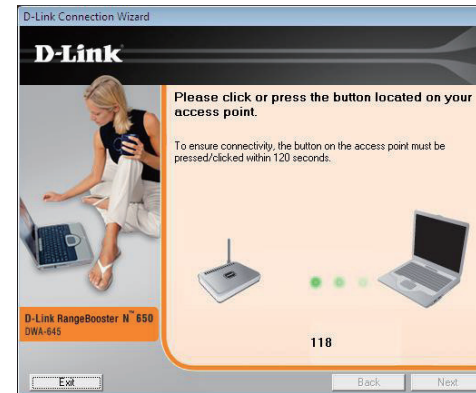 D-Link Connection Wizard
D-Link
Please click or press the button located on your
access point.
To ensure connectivity, the button on the access point must be
pressed/clicked within 120 seconds.
D-Link RangeBooster N™ 650
DWA-645
118
Exit
Back
Next